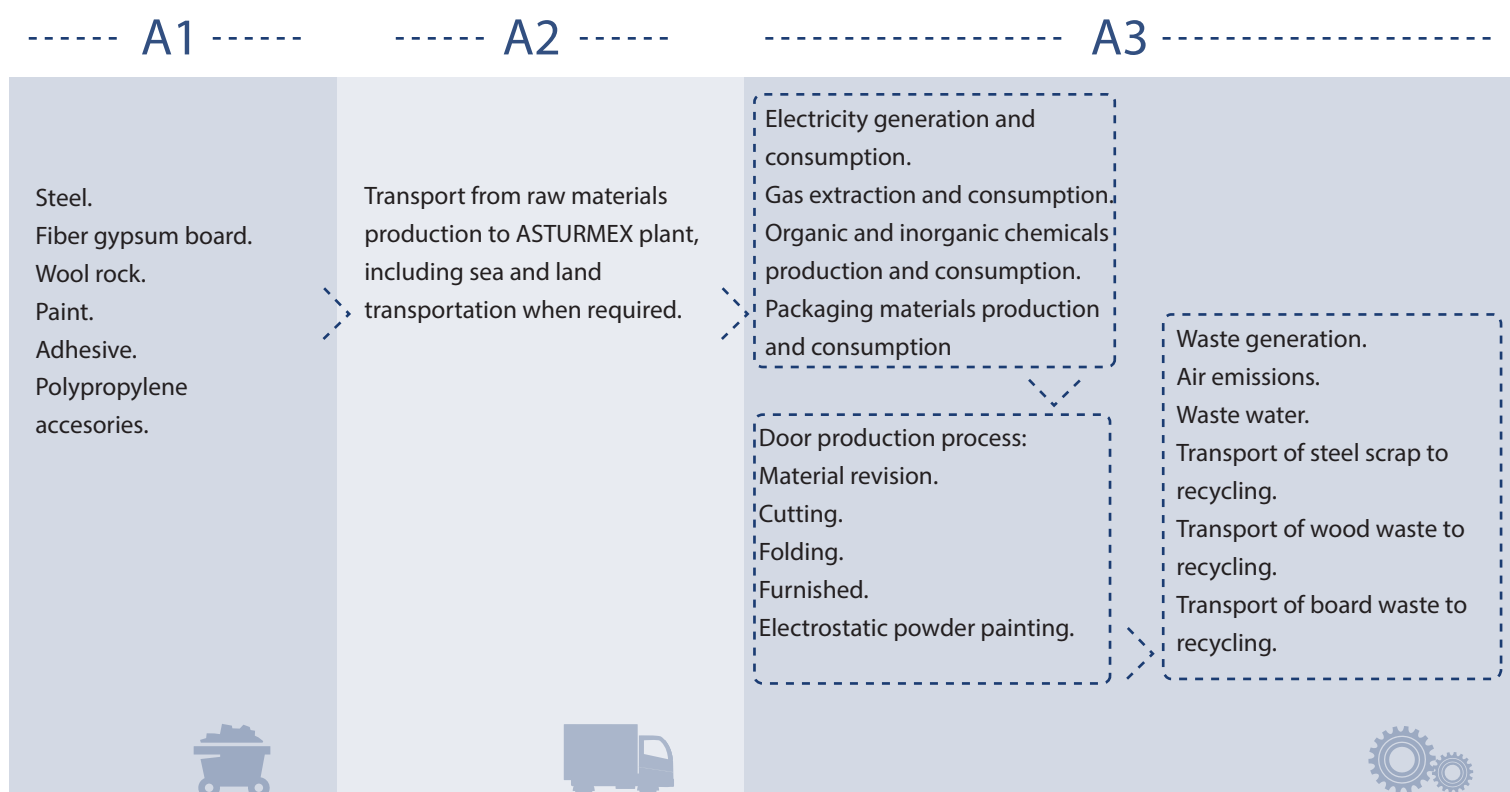 A1
A2
A3
Steel.
Fiber gypsum board.
Wool rock.
Paint.
Adhesive.
Polypropylene
accesories.
Transport from raw materials
production to ASTURMEX plant,
including sea and land
transportation when required.
Electricity generation and
consumption.
Gas extraction and consumption.
Organic and inorganic chemicals
production and consumption.
Packaging materials production
and consumption
Door production process:
Material revision.
Cutting.
Folding.
Furnished.
Electrostatic powder painting.
Waste generation.
Air emissions.
Waste water.
Transport of steel scrap to
recycling.
Transport of wood waste to
recycling.
Transport of board waste to
recycling.